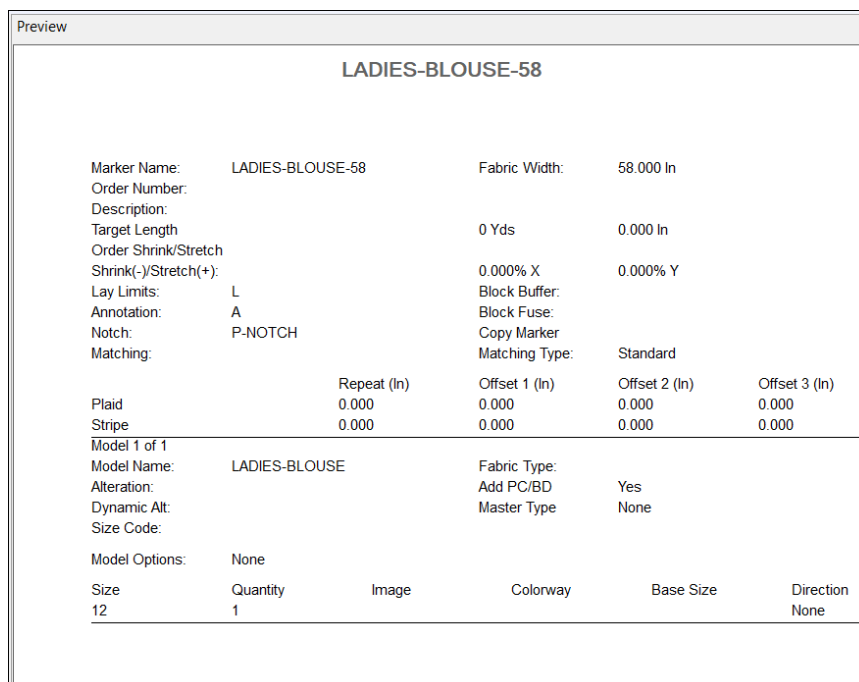 Preview
LADIES-BLOUSE-58
Marker Name: LADIES-BLOUSE-58 Fabric Width: 58.000 In
Order Number:
Description:
Target Length 0 Yds 0.000 In
Order Shrink/Stretch
Shrink(-)/Stretch(+): 0.000% X 0.000% Y
Lay Limits: L Block Buffer:
Annotation: A Block Fuse:
Notch: P-NOTCH Copy Marker
Matching: Matching Type: Standard
Repeat (In) Offset 1 (In) Offset 2 (In) Offset 3 (In)
Plaid 0.000 0.000 0.000 0.000
Stripe 0.000 0.000 0.000 0.000
Model 1 of 1
Model Name: LADIES-BLOUSE Fabric Type:
Alteration: Add PC/BD Yes
Dynamic Alt: Master Type None
Size Code:
Model Options: None
Size Quantity Image Colorway Base Size Direction
12 1 None